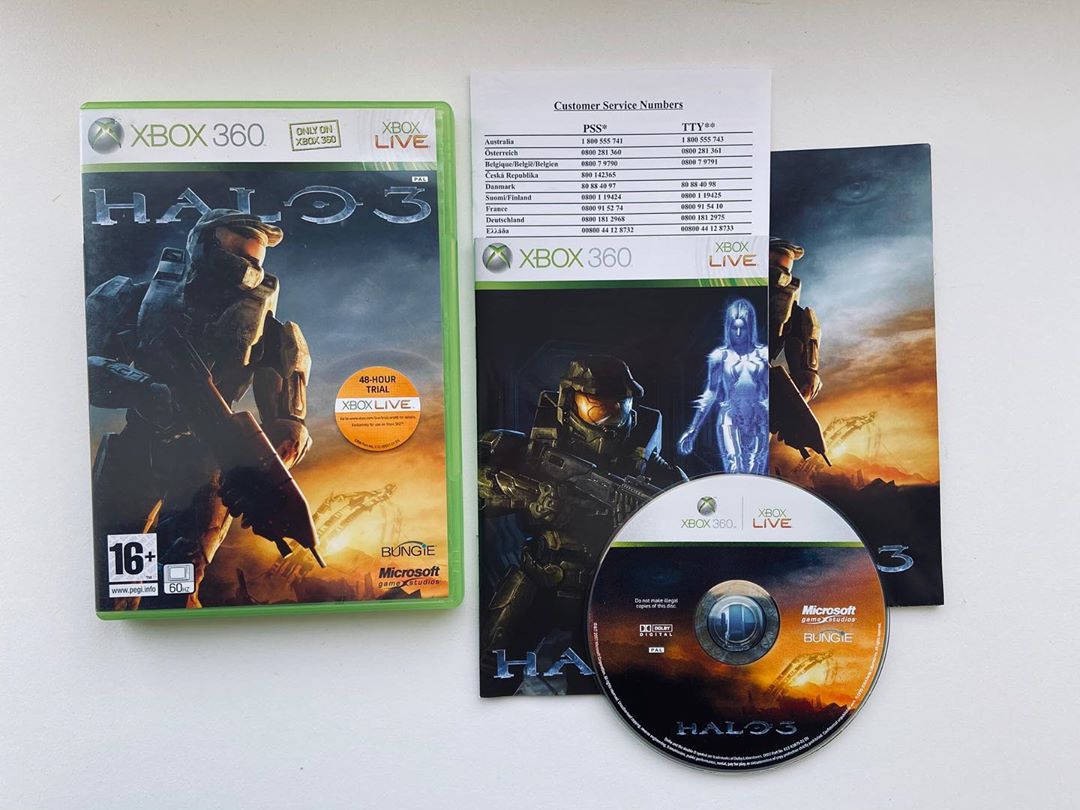 XBOX 360
ONLY ON
XBOX 360
XBOX
LIVE
PAL
HALO 3
48-HOUR
TRIAL
XBOX LIVE
16+
www.pegi.info
60HZ
BUNGIE
Microsoft
game studios
Customer Service Numbers
PSS* TTY**
Australia 1 800 555 741 1 800 555 743
Österreich 0800 281 360 0800 281 361
Belgique/België/Belgien 0800 7 9790 0800 7 9791
Česká Republika 800 142365
Danmark 80 88 40 97 80 88 40 98
Suomi/Finland 0800 1 19424 0800 1 19425
France 0800 91 52 74 0800 91 54 10
Deutschland 0800 181 2968 0800 181 2975
Ελλάδα 00800 44 12 8732 00800 44 12 8733
XBOX 360
XBOX
LIVE
HA
3
XBOX 360
XBOX
LIVE
Do not make illegal
copies of this disc.
DOLBY
DIGITAL
PAL
Microsoft
game studios
BUNGIE
HALO 3